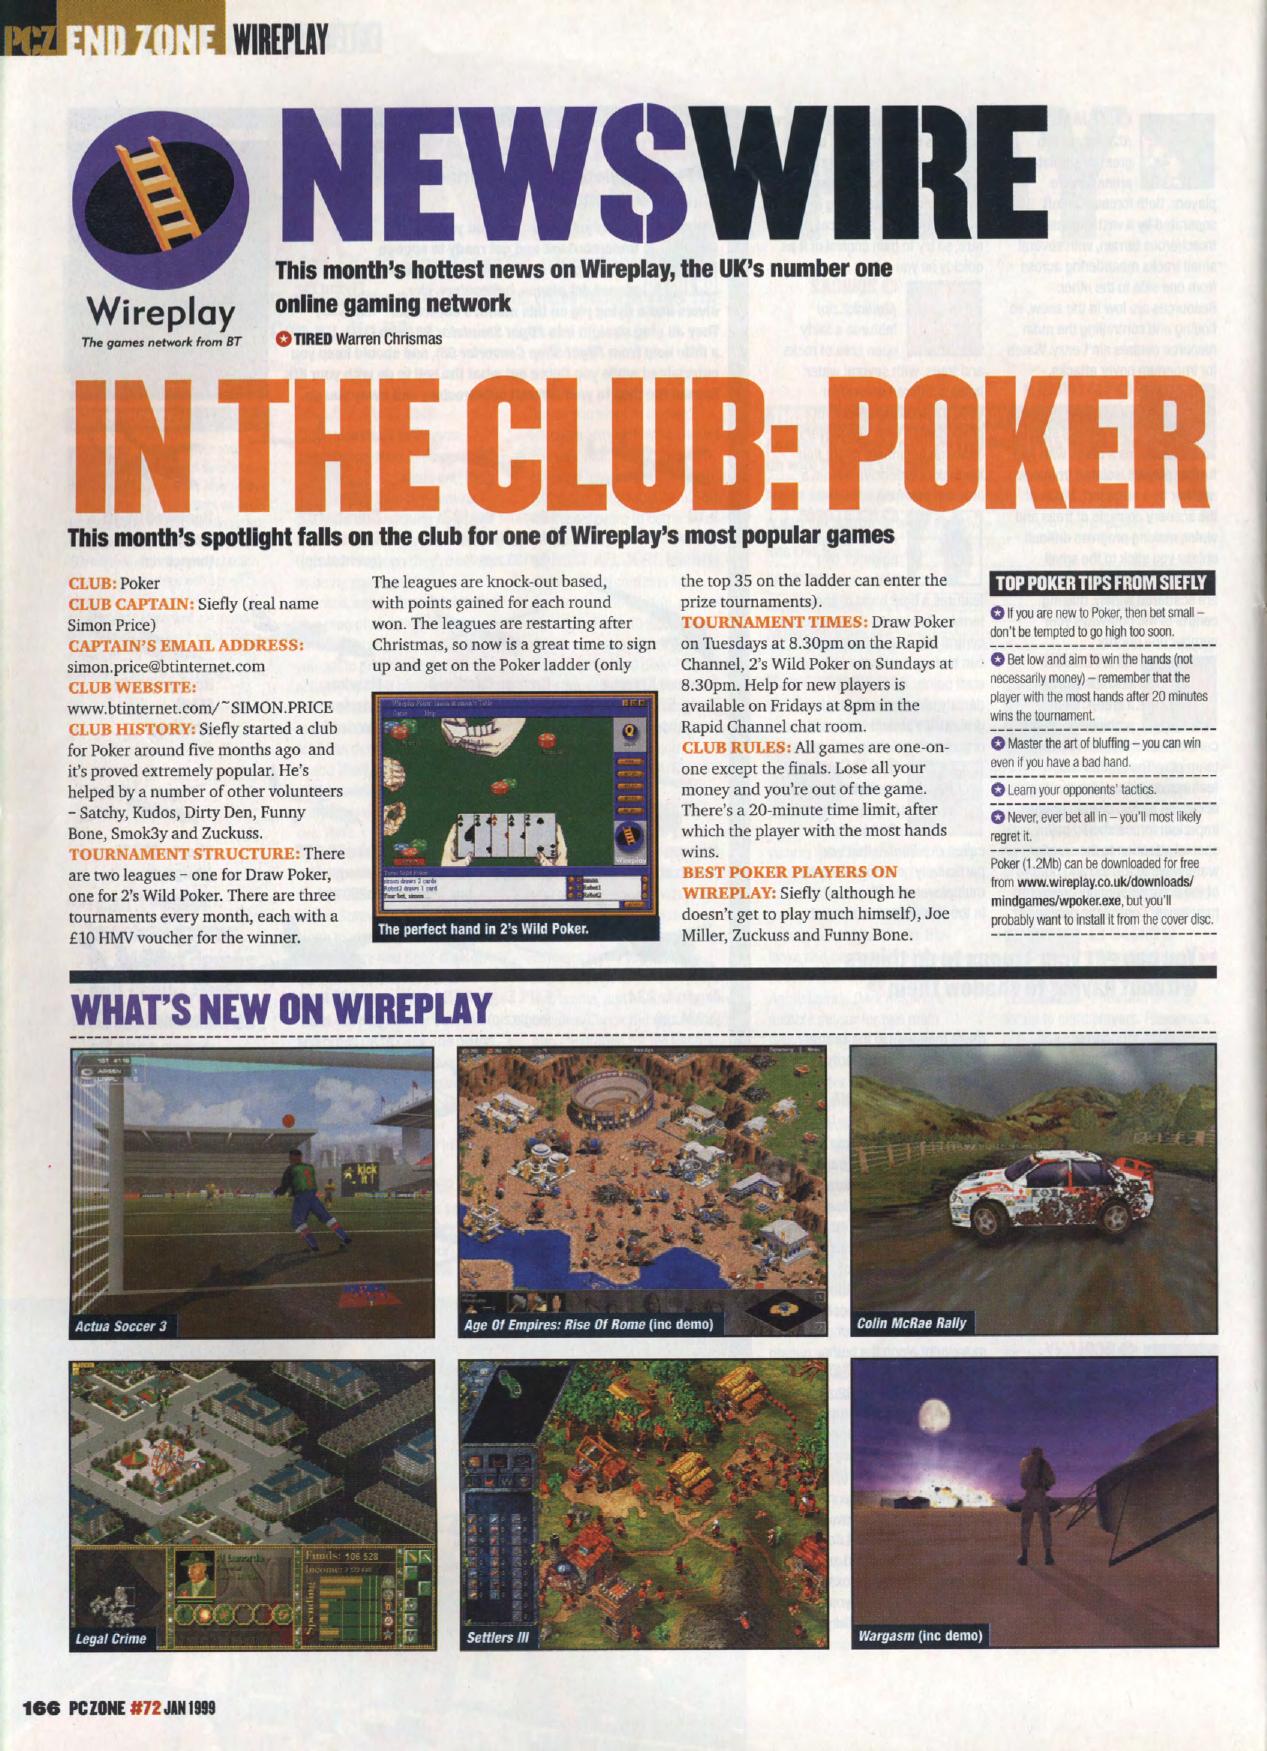 PCZ END ZONE WIREPLAY
NEWSWIRE
Wireplay
The games network from BT
This month's hottest news on Wireplay, the UK's number one
online gaming network
TIRED Warren Chrismas
IN THE CLUB: POKER
This month's spotlight falls on the club for one of Wireplay's most popular games
CLUB: Poker
CLUB CAPTAIN: Siefly (real name
Simon Price)
CAPTAIN'S EMAIL ADDRESS:
simon.price@btinternet.com
CLUB WEBSITE:
www.btinternet.com/~SIMON.PRICE
CLUB HISTORY: Siefly started a club
for Poker around five months ago and
it's proved extremely popular. He's
helped by a number of other volunteers
– Satchy, Kudos, Dirty Den, Funny
Bone, Smok3y and Zuckuss.
TOURNAMENT STRUCTURE: There
are two leagues – one for Draw Poker,
one for 2's Wild Poker. There are three
tournaments every month, each with a
£10 HMV voucher for the winner.
The leagues are knock-out based,
with points gained for each round
won. The leagues are restarting after
Christmas, so now is a great time to sign
up and get on the Poker ladder (only
Wireplay
The perfect hand in 2's Wild Poker.
the top 35 on the ladder can enter the
prize tournaments).
TOURNAMENT TIMES: Draw Poker
on Tuesdays at 8.30pm on the Rapid
Channel, 2's Wild Poker on Sundays at
8.30pm. Help for new players is
available on Fridays at 8pm in the
Rapid Channel chat room.
CLUB RULES: All games are one-on-
one except the finals. Lose all your
money and you're out of the game.
There's a 20-minute time limit, after
which the player with the most hands
wins.
BEST POKER PLAYERS ON
WIREPLAY: Siefly (although he
doesn't get to play much himself), Joe
Miller, Zuckuss and Funny Bone.
TOP POKER TIPS FROM SIEFLY
If you are new to Poker, then bet small –
don't be tempted to go high too soon.
Bet low and aim to win the hands (not
necessarily money) – remember that the
player with the most hands after 20 minutes
wins the tournament.
Master the art of bluffing – you can win
even if you have a bad hand.
Learn your opponents' tactics.
Never, ever bet all in – you'll most likely
regret it.
Poker (1.2Mb) can be downloaded for free
from www.wireplay.co.uk/downloads/
mindgames/wpoker.exe, but you'll
probably want to install it from the cover disc.
WHAT'S NEW ON WIREPLAY
kick
it!
Actua Soccer 3
Age Of Empires: Rise Of Rome (inc demo)
Colin McRae Rally
Funds: 106 528
Income:
Spending
Legal Crime
Settlers III
Wargasm (inc demo)
166 PC ZONE #72 JAN 1999